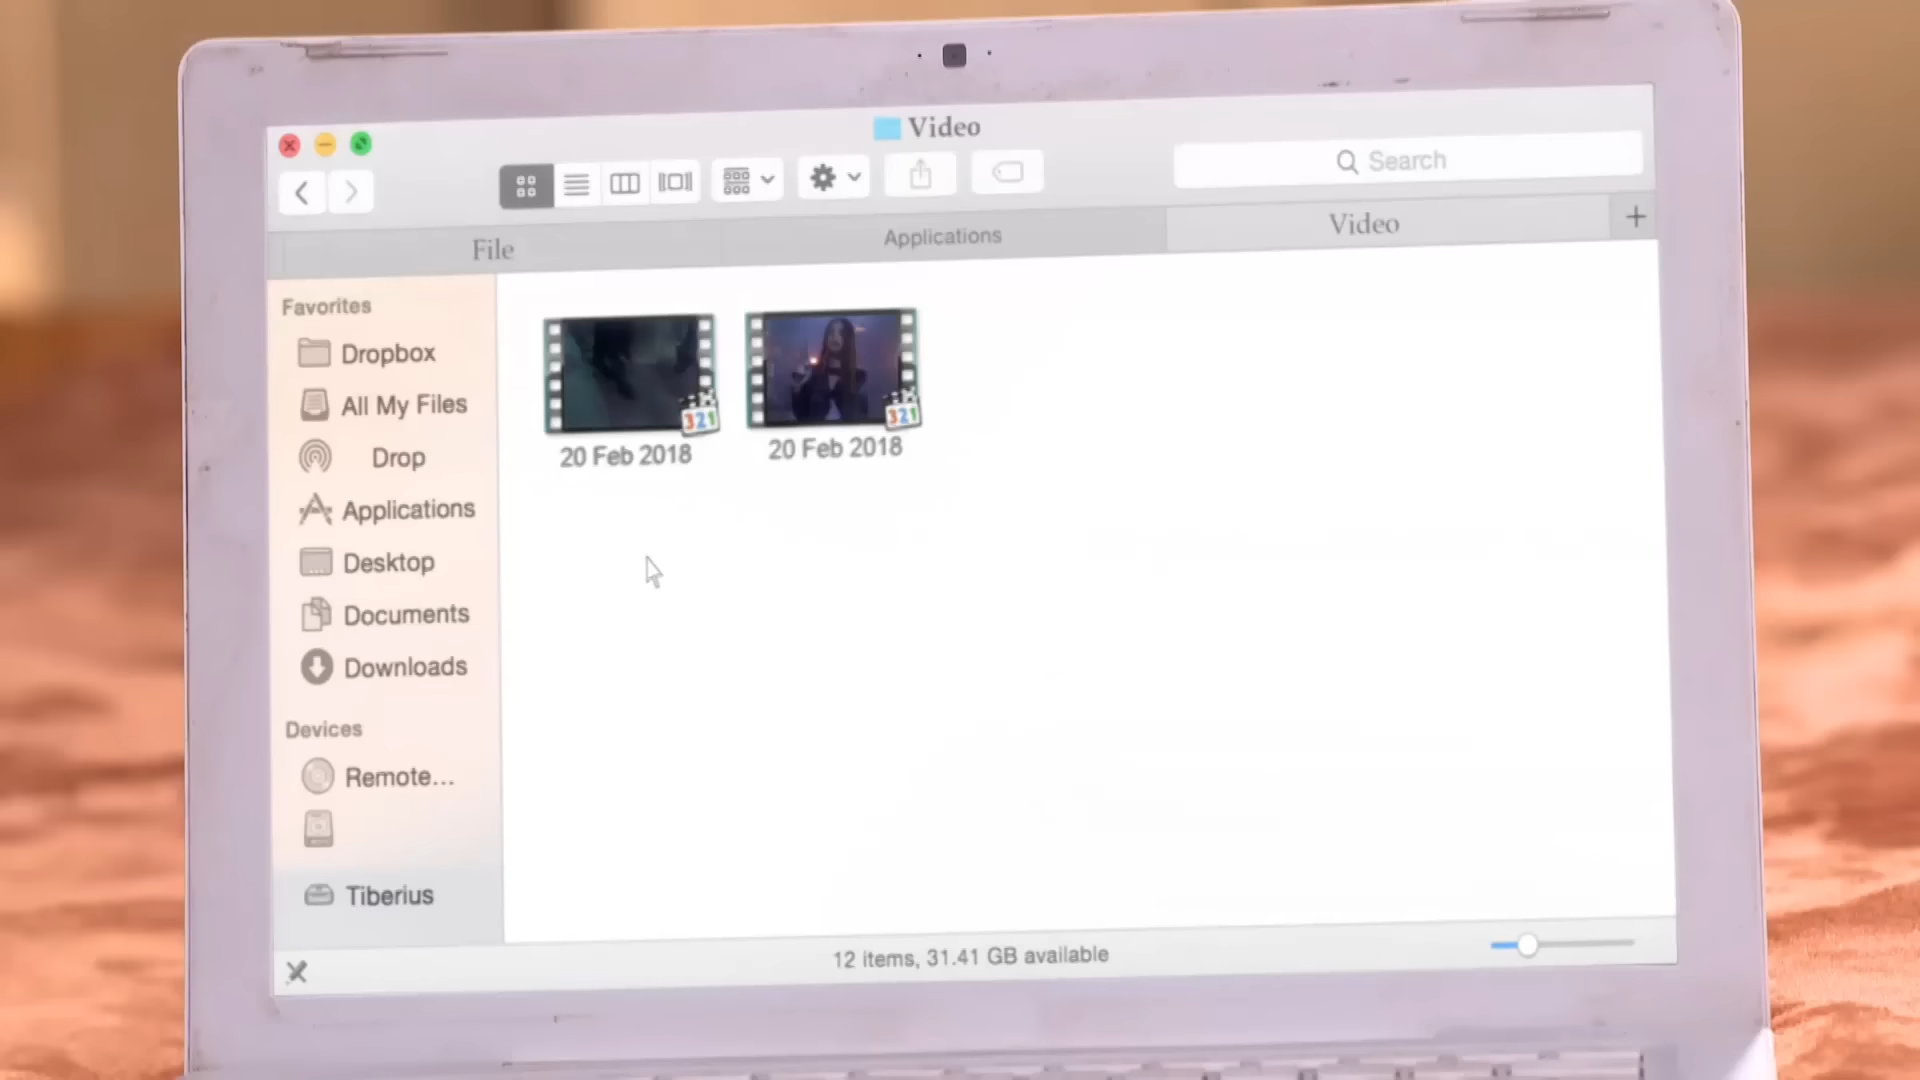 Video
Search
File
Applications
Video
Favorites
Dropbox
All My Files
Drop
Applications
Desktop
Documents
Downloads
Devices
Remote...
Tiberius
321
20 Feb 2018
321
20 Feb 2018
12 items, 31.41 GB available